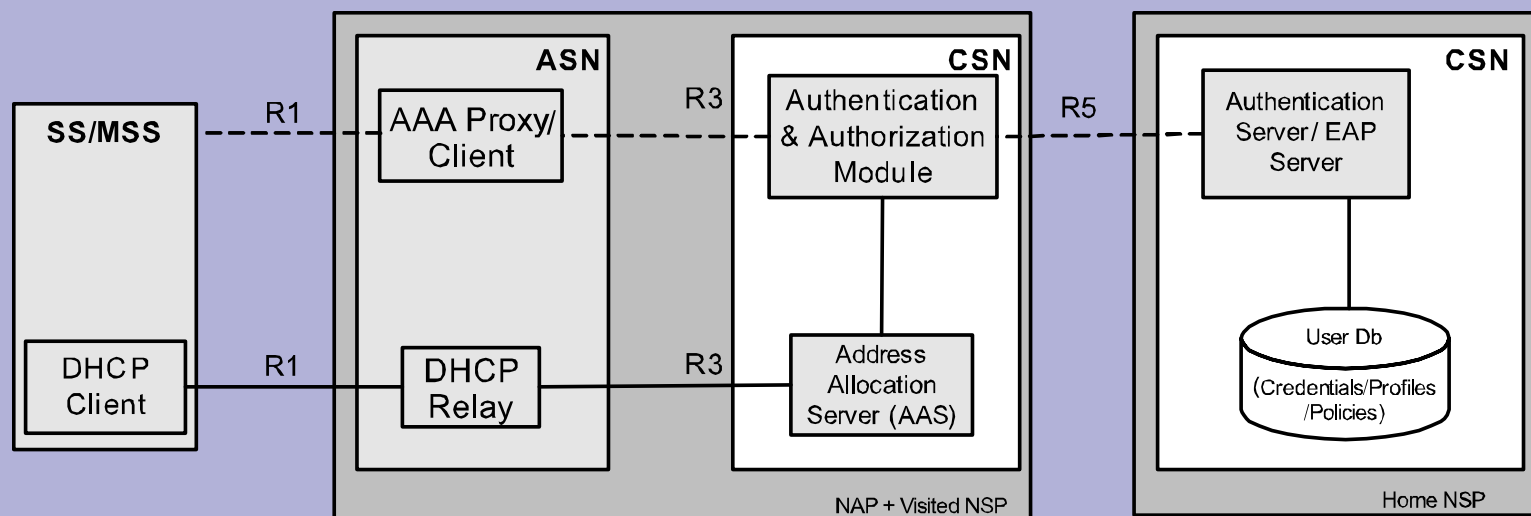 ASN
CSN
CSN
SS/MSS
R1
AAA Proxy/
Client
R3
Authentication
& Authorization
Module
R5
Authentication
Server/ EAP
Server
DHCP
Client
R1
DHCP
Relay
R3
Address
Allocation
Server (AAS)
User Db
(Credentials/Profiles
/Policies)
NAP + Visited NSP
Home NSP